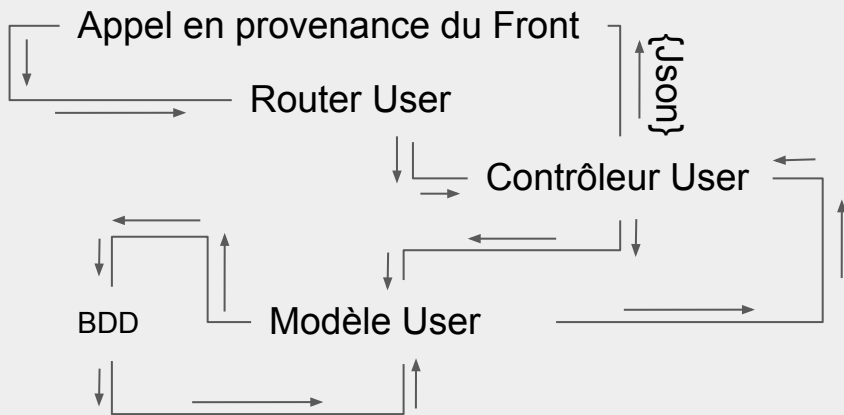 Appel en provenance du Front
{Json}
Router User
Contrôleur User
BDD
Modèle User